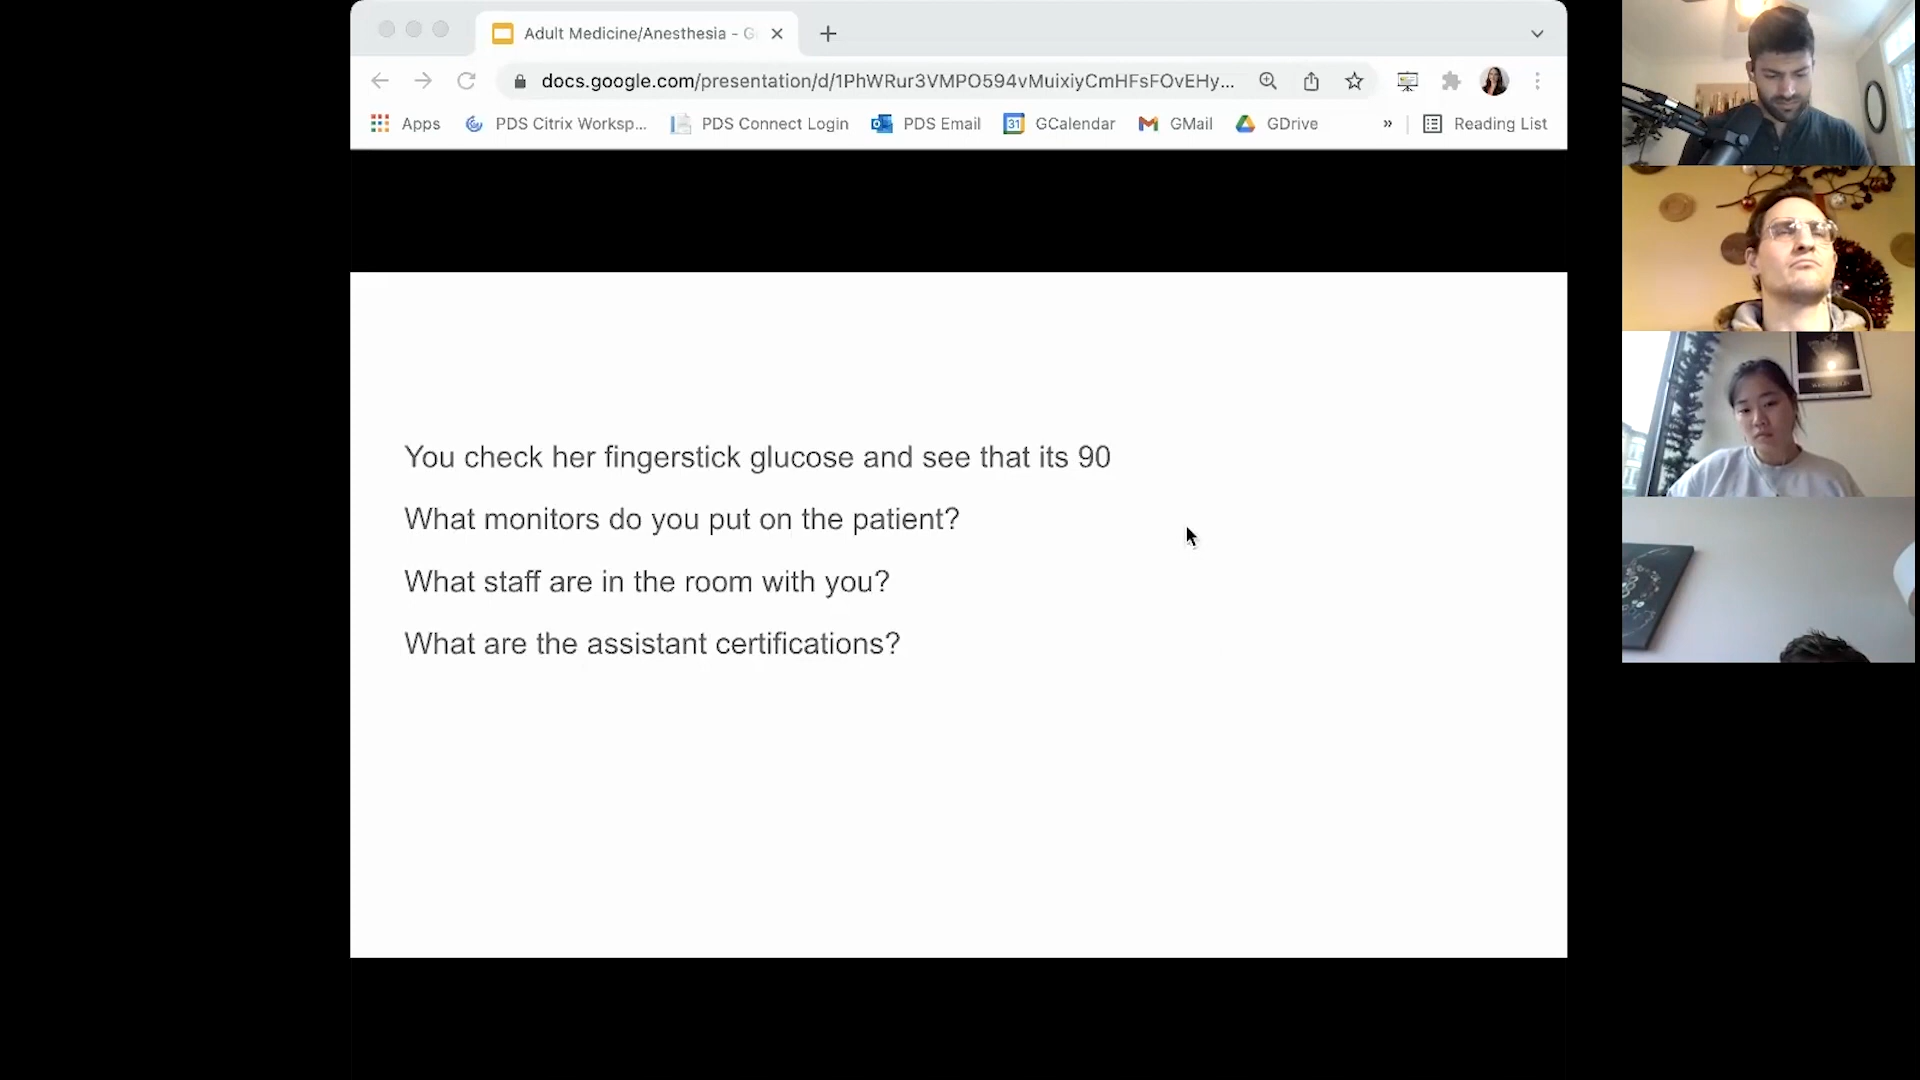 Adult Medicine/Anesthesia - G
docs.google.com/presentation/d/1PhWRur3VMPO594vMuixiyCmHFsFOvEHy...
Apps PDS Citrix Worksp... PDS Connect Login 31 PDS Email GCalendar GMail GDrive » Reading List
You check her fingerstick glucose and see that its 90
What monitors do you put on the patient?
What staff are in the room with you?
What are the assistant certifications?